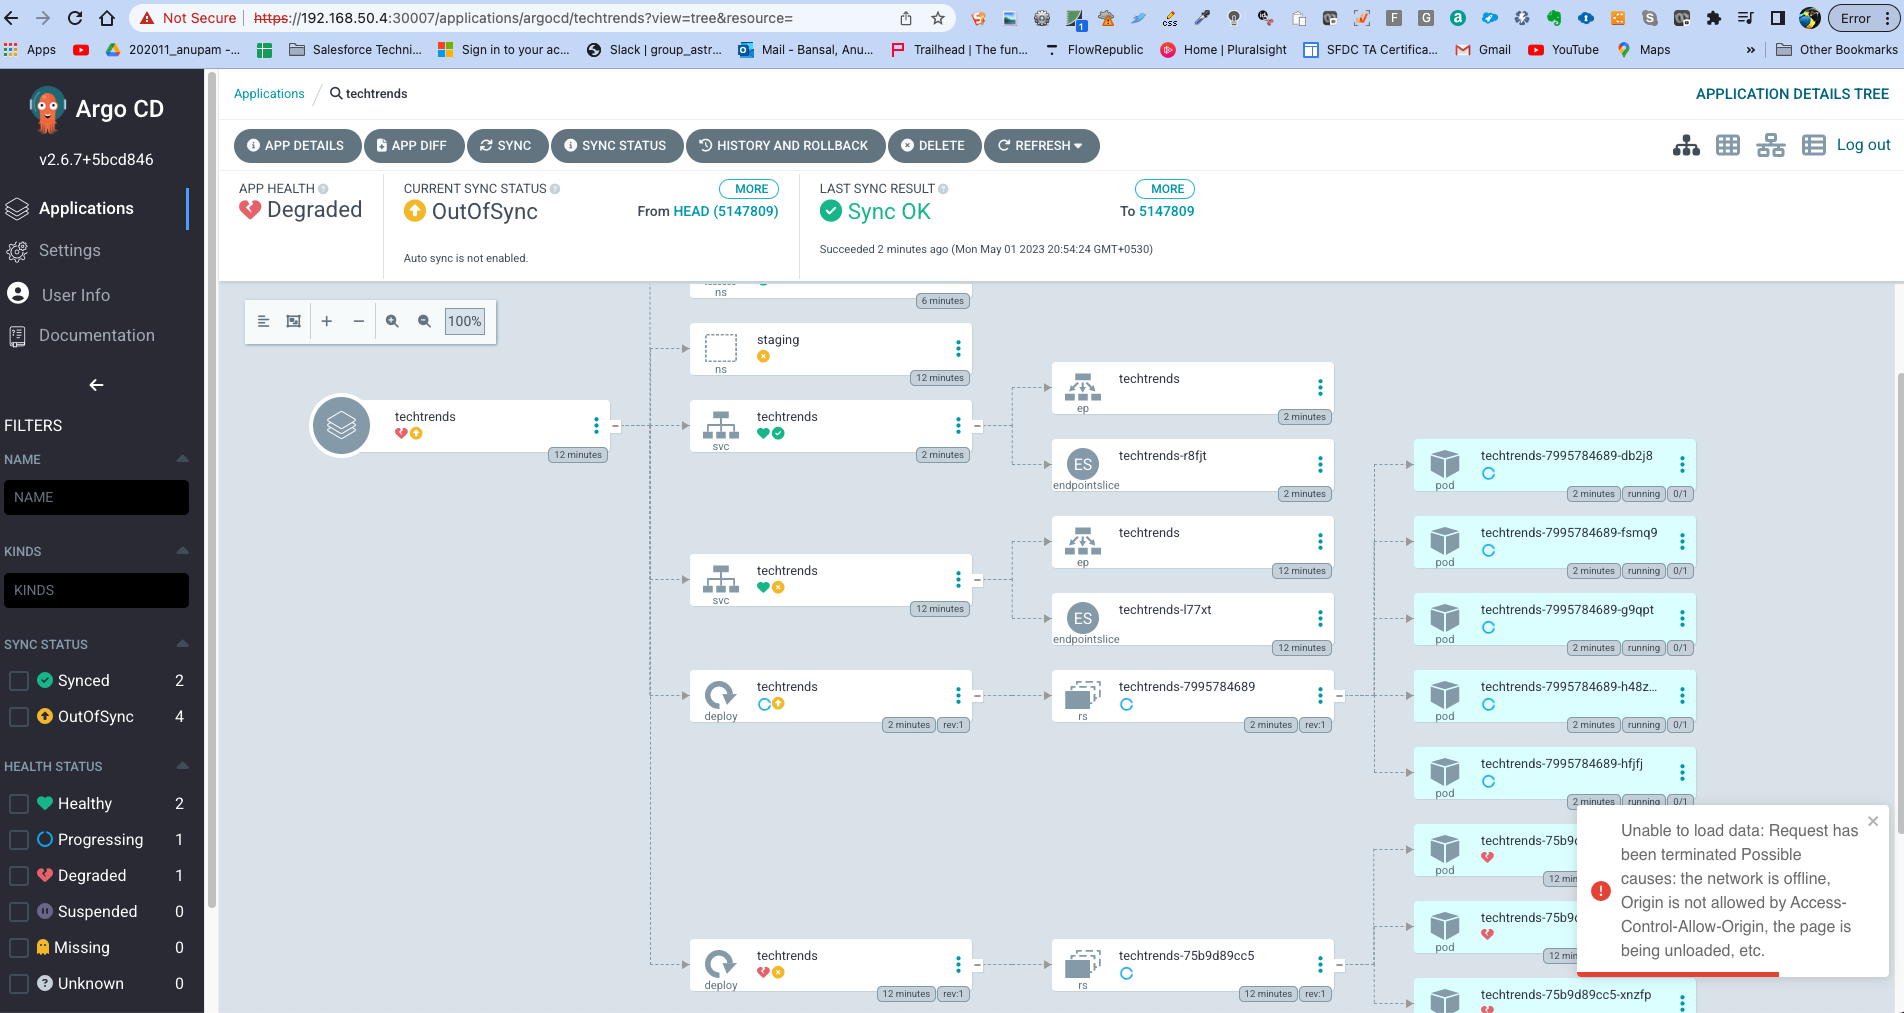 Not Secure | https://192.168.50.4:30007/applications/argocd/techtrends?view=tree&resource=
Error
Apps
202011_anupam -...
Salesforce Techni...
Sign in to your ac...
Slack | group_astr...
Mail - Bansal, Anu...
Trailhead | The fun...
FlowRepublic
Home | Pluralsight
SFDC TA Certifica...
Gmail
YouTube
Maps
»
Other Bookmarks
Argo CD
v2.6.7+5bcd846
Applications
Settings
User Info
Documentation
FILTERS
NAME
NAME
KINDS
KINDS
SYNC STATUS
Synced 2
OutOfSync 4
HEALTH STATUS
Healthy 2
Progressing 1
Degraded 1
Suspended 0
Missing 0
Unknown 0
Applications / techtrends
APPLICATION DETAILS TREE
APP DETAILS
APP DIFF
SYNC
SYNC STATUS
HISTORY AND ROLLBACK
DELETE
REFRESH
Log out
APP HEALTH
Degraded
CURRENT SYNC STATUS
MORE
OutOfSync
From HEAD (5147809)
Auto sync is not enabled.
LAST SYNC RESULT
MORE
Sync OK
To 5147809
Succeeded 2 minutes ago (Mon May 01 2023 20:54:24 GMT+0530)
100%
techtrends
12 minutes
ns
6 minutes
staging
ns
12 minutes
techtrends
svc
2 minutes
techtrends
ep
2 minutes
techtrends-r8fjt
ES
endpointslice
2 minutes
techtrends
svc
12 minutes
techtrends
ep
12 minutes
techtrends-l77xt
ES
endpointslice
12 minutes
techtrends
deploy
2 minutes rev:1
techtrends-7995784689
rs
2 minutes rev:1
techtrends-7995784689-db2j8
pod
2 minutes running 0/1
techtrends-7995784689-fsmq9
pod
2 minutes running 0/1
techtrends-7995784689-g9qpt
pod
2 minutes running 0/1
techtrends-7995784689-h48z...
pod
2 minutes running 0/1
techtrends-7995784689-hfjfj
pod
2 minutes running 0/1
techtrends
deploy
12 minutes rev:1
techtrends-75b9d89cc5
rs
12 minutes rev:1
techtrends-75b9
pod
12 min
techtrends-75b9
pod
12 min
techtrends-75b9d89cc5-xnzfp
Unable to load data: Request has
been terminated Possible
causes: the network is offline,
Origin is not allowed by Access-
Control-Allow-Origin, the page is
being unloaded, etc.